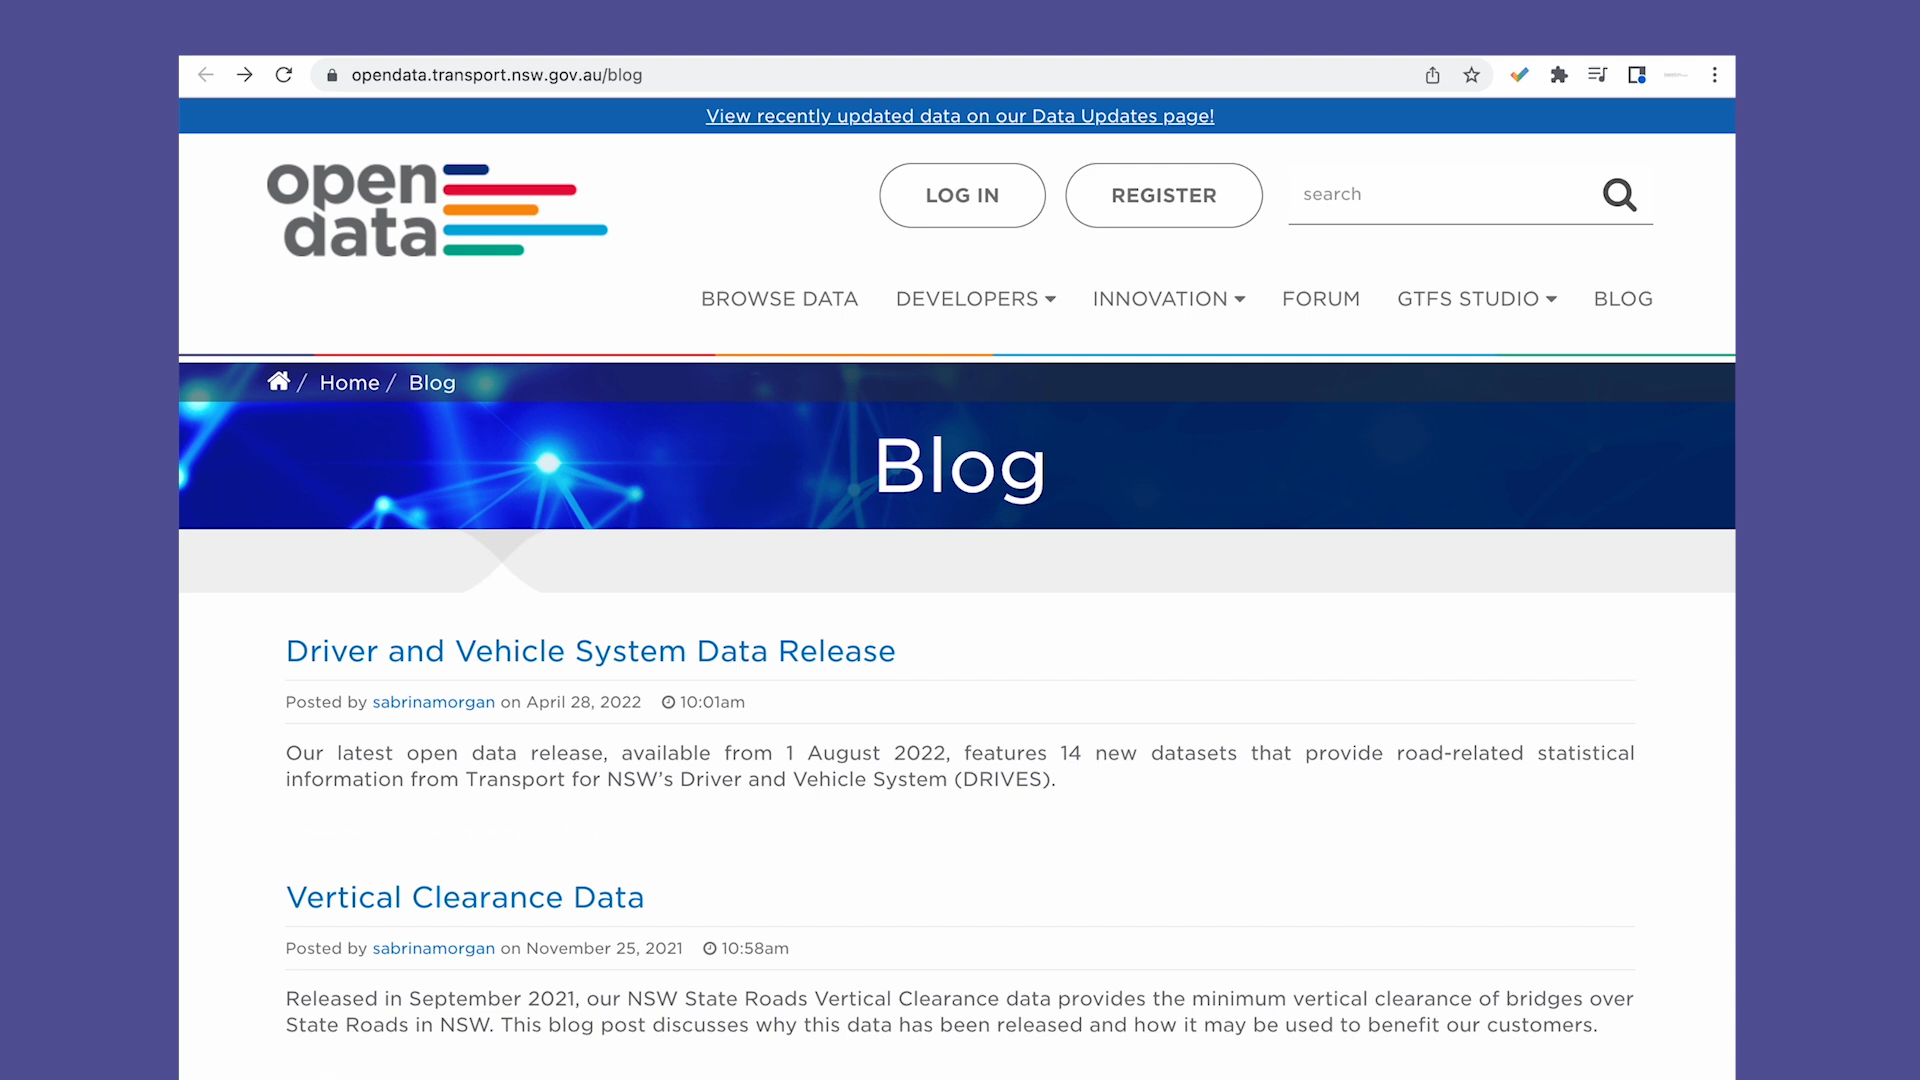 opendata.transport.nsw.gov.au/blog
View recently updated data on our Data Updates page!
open
data
LOG IN
REGISTER
search
BROWSE DATA
DEVELOPERS
INNOVATION
FORUM
GTFS STUDIO
BLOG
/ Home / Blog
Blog
Driver and Vehicle System Data Release
Posted by sabrinamorgan on April 28, 2022 10:01am
Our latest open data release, available from 1 August 2022, features 14 new datasets that provide road-related statistical
information from Transport for NSW’s Driver and Vehicle System (DRIVES).
Vertical Clearance Data
Posted by sabrinamorgan on November 25, 2021 10:58am
Released in September 2021, our NSW State Roads Vertical Clearance data provides the minimum vertical clearance of bridges over
State Roads in NSW. This blog post discusses why this data has been released and how it may be used to benefit our customers.